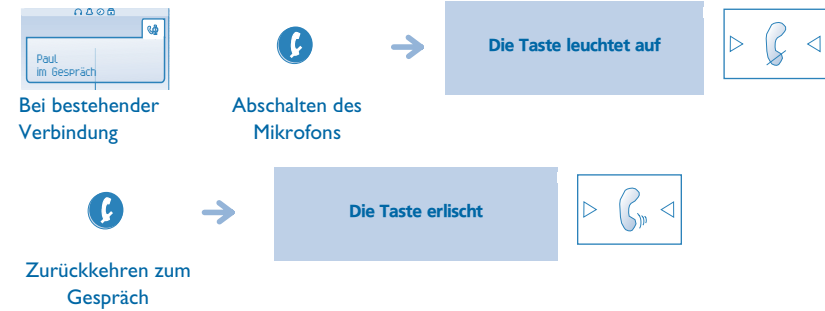 Paul
im Gespräch
Die Taste leuchtet auf
Bei bestehender
Verbindung
Abschalten des
Mikrofons
Die Taste erlischt
Zurückkehren zum
Gespräch